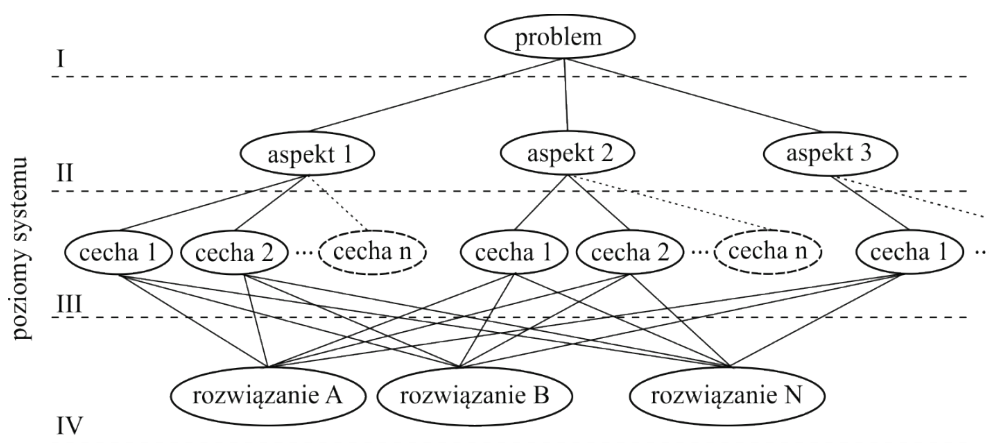 problem
I
aspekt 1 aspekt 2 aspekt 3
II
cecha 1 cecha 2 ... cecha n cecha 1 cecha 2 ... cecha n cecha 1 ..
III
rozwiązanie A rozwiązanie B rozwiązanie N
IV
poziomy systemu